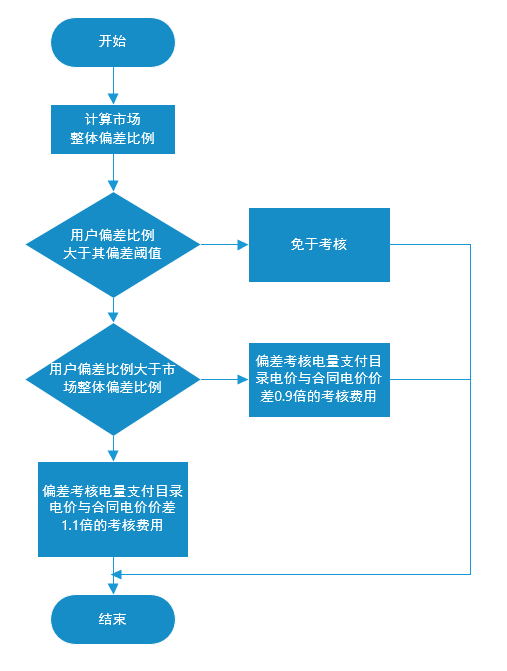 开始
计算市场
整体偏差比例
用户偏差比例
大于其偏差阈值
免于考核
用户偏差比例大于市
场整体偏差比例
偏差考核电量支付目
录电价与合同电价价
差0.9倍的考核费用
偏差考核电量支付目录
电价与合同电价价差
1.1倍的考核费用
结束